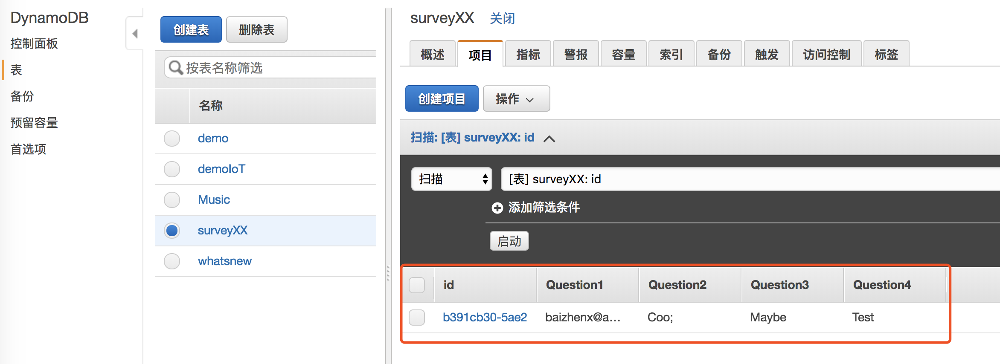 DynamoDB
控制面板
表
备份
预留容量
首选项
创建表 删除表
按表名称筛选
名称
demo
demoIoT
Music
surveyXX
whatsnew
surveyXX 关闭
概述 项目 指标 警报 容量 索引 备份 触发 访问控制 标签
创建项目 操作
扫描: [表] surveyXX: id
扫描 [表] surveyXX: id
添加筛选条件
启动
id Question1 Question2 Question3 Question4
b391cb30-5ae2 baizhenx@a... Coo; Maybe Test